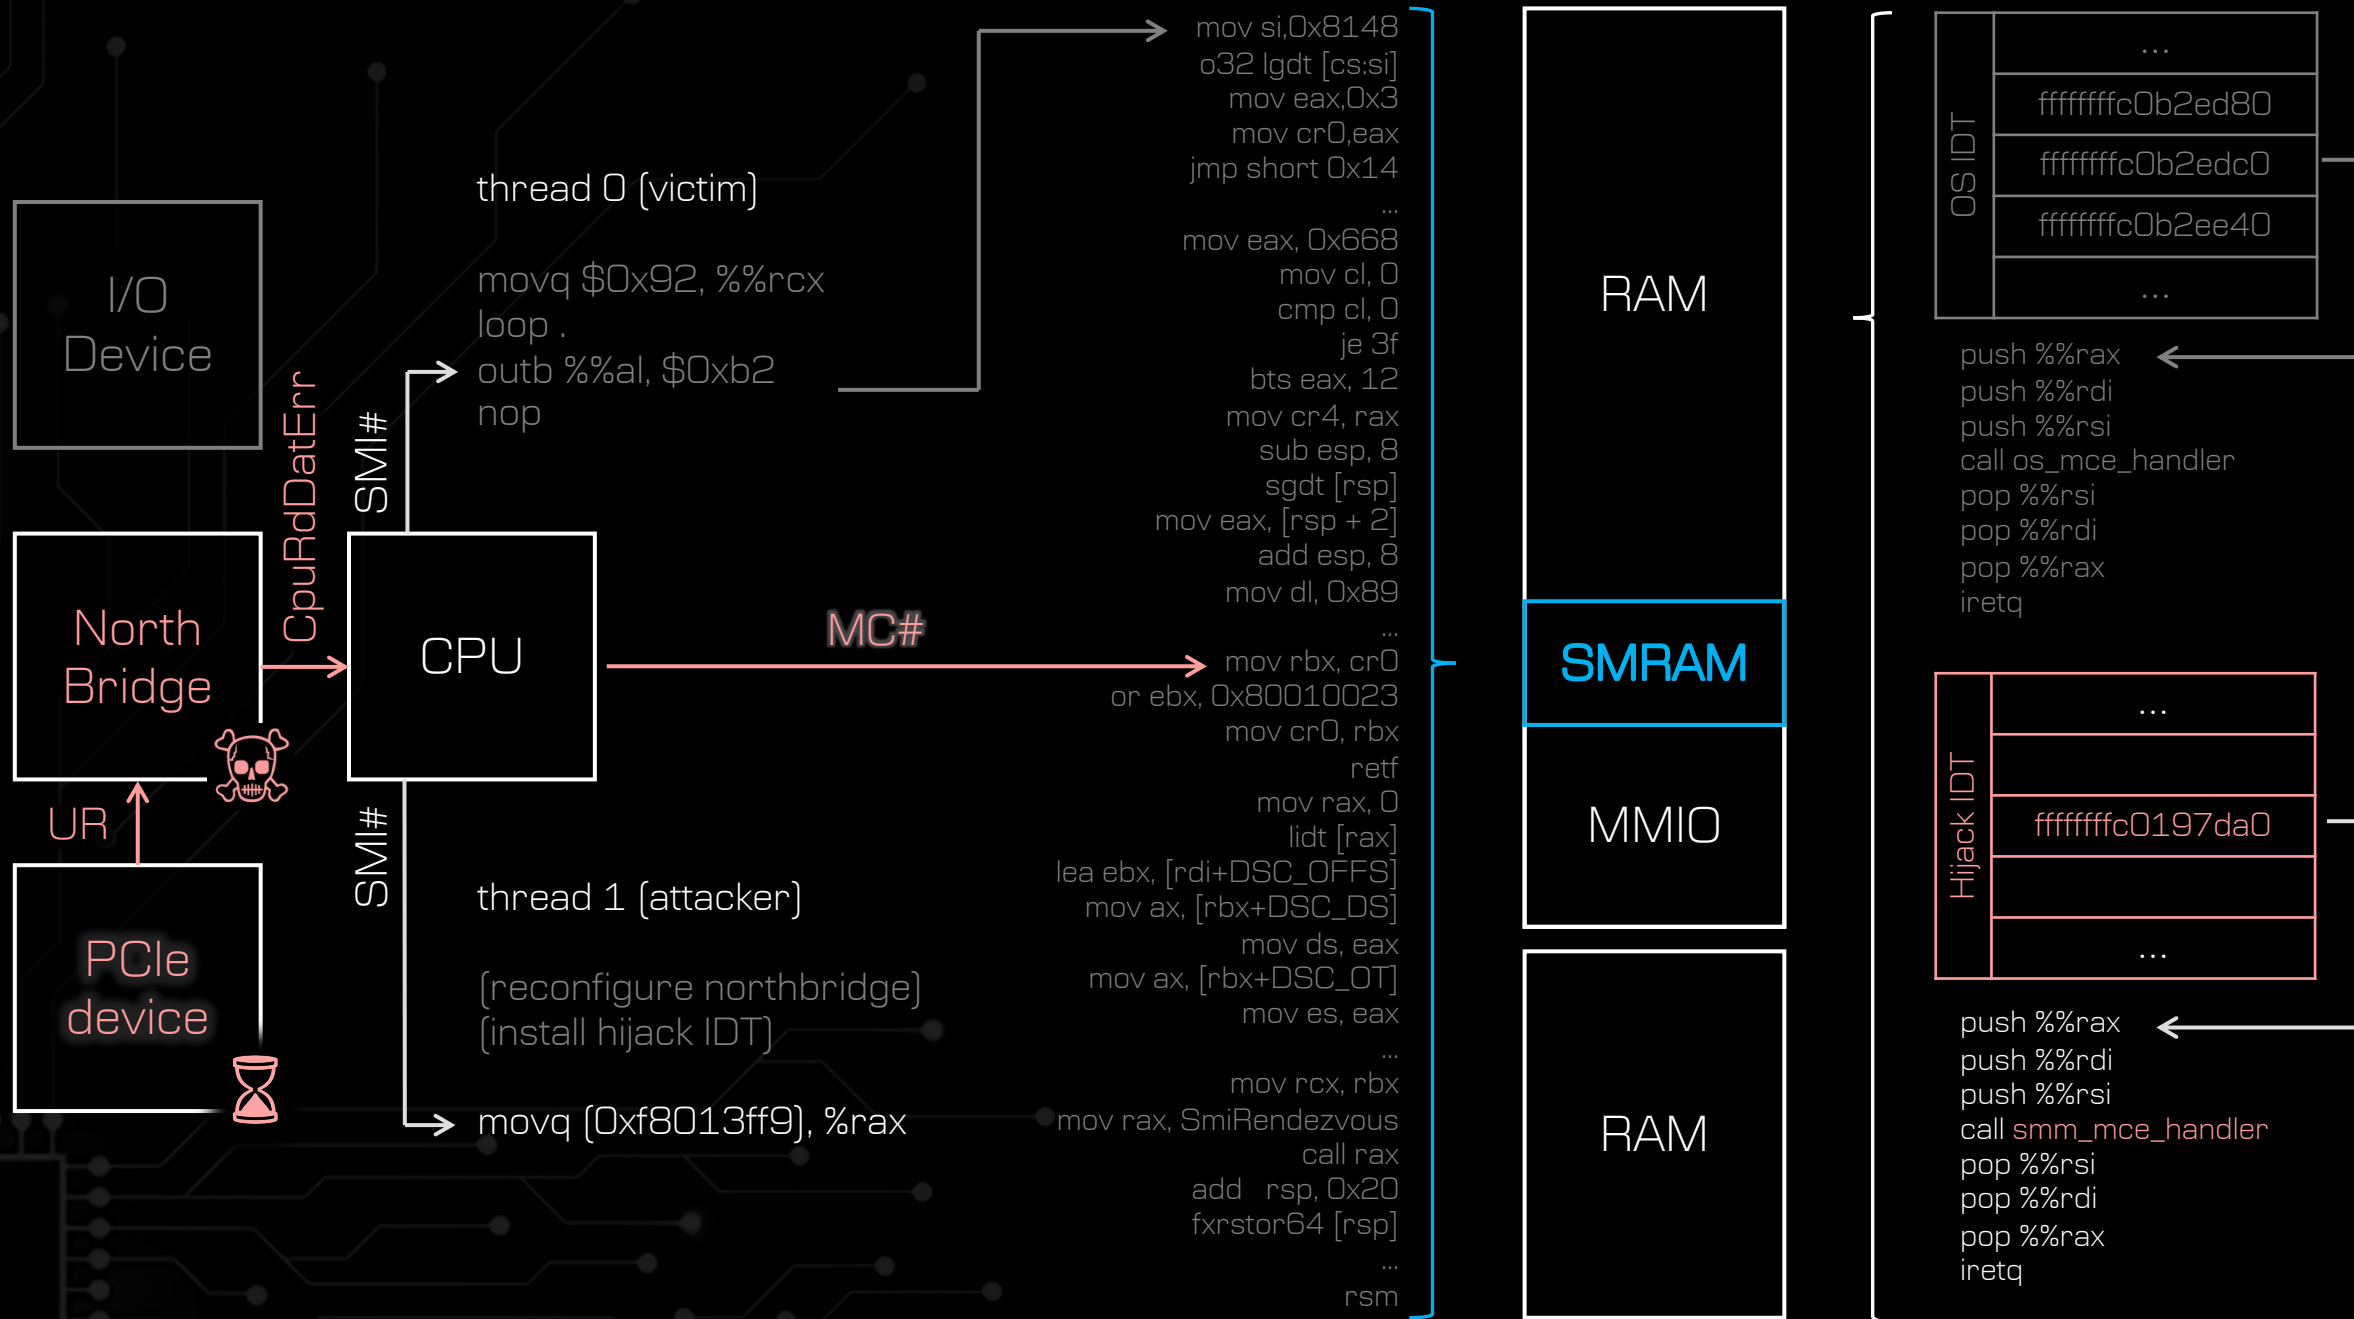 I/O
Device
North
Bridge
UR
PCIe
device
CpuRdDatErr
SMI#
CPU
SMI#
thread 0 (victim)
movq $0x92, %%rcx
loop .
outb %%al, $0xb2
nop
MC#
thread 1 (attacker)
(reconfigure northbridge)
(install hijack IDT)
movq (0xf8013ff9), %rax
mov si,0x8148
o32 lgdt [cs:si]
mov eax,0x3
mov cr0,eax
jmp short 0x14
...
mov eax, 0x668
mov cl, 0
cmp cl, 0
je 3f
bts eax, 12
mov cr4, rax
sub esp, 8
sgdt [rsp]
mov eax, [rsp + 2]
add esp, 8
mov dl, 0x89
...
mov rbx, cr0
or ebx, 0x80010023
mov cr0, rbx
retf
mov rax, 0
lidt [rax]
lea ebx, [rdi+DSC_OFFS]
mov ax, [rbx+DSC_DS]
mov ds, eax
mov ax, [rbx+DSC_OT]
mov es, eax
...
mov rcx, rbx
mov rax, SmiRendezvous
call rax
add rsp, 0x20
fxrstor64 [rsp]
...
rsm
RAM
SMRAM
MMIO
RAM
OS IDT
...
ffffffffc0b2ed80
ffffffffc0b2edc0
ffffffffc0b2ee40
...
push %%rax
push %%rdi
push %%rsi
call os_mce_handler
pop %%rsi
pop %%rdi
pop %%rax
iretq
Hijack IDT
...
ffffffffc0197da0
...
push %%rax
push %%rdi
push %%rsi
call smm_mce_handler
pop %%rsi
pop %%rdi
pop %%rax
iretq